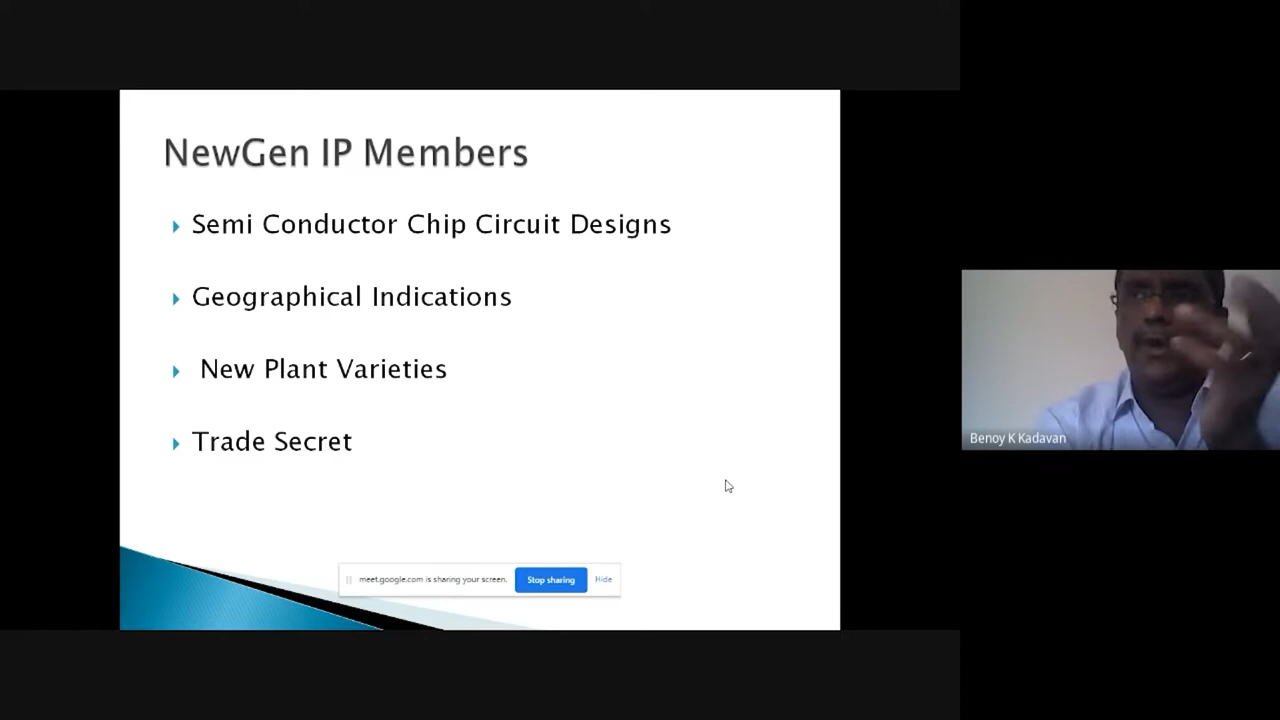 NewGen IP Members
Semi Conductor Chip Circuit Designs
Geographical Indications
New Plant Varieties
Trade Secret
meet.google.com is sharing your screen.
Stop sharing
Hide
Benoy K Kadavan